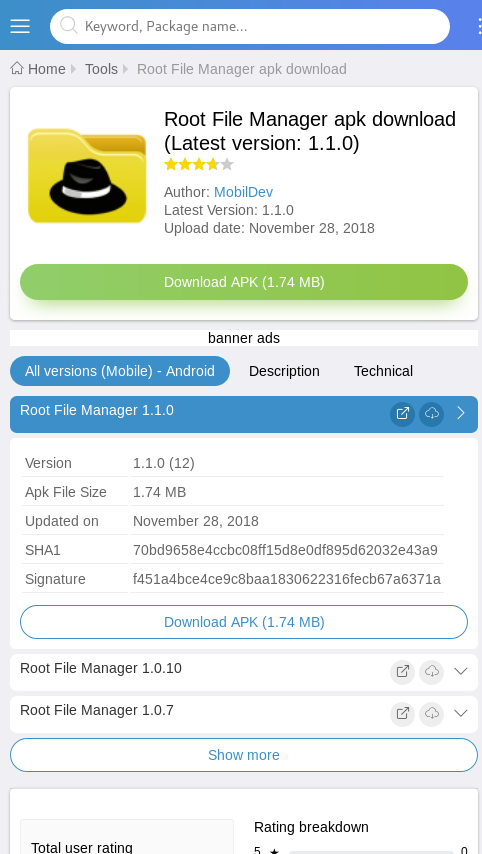 Keyword, Package name...
Home Tools Root File Manager apk download
Root File Manager apk download
(Latest version: 1.1.0)
Author: MobilDev
Latest Version: 1.1.0
Upload date: November 28, 2018
Download APK (1.74 MB)
banner ads
All versions (Mobile) - Android Description Technical
Root File Manager 1.1.0
Version 1.1.0 (12)
Apk File Size 1.74 MB
Updated on November 28, 2018
SHA1 70bd9658e4ccbc08ff15d8e0df895d62032e43a9
Signature f451a4bce4ce9c8baa1830622316fecb67a6371a
Download APK (1.74 MB)
Root File Manager 1.0.10
Root File Manager 1.0.7
Show more
Rating breakdown
Total user rating
5 ★ 0